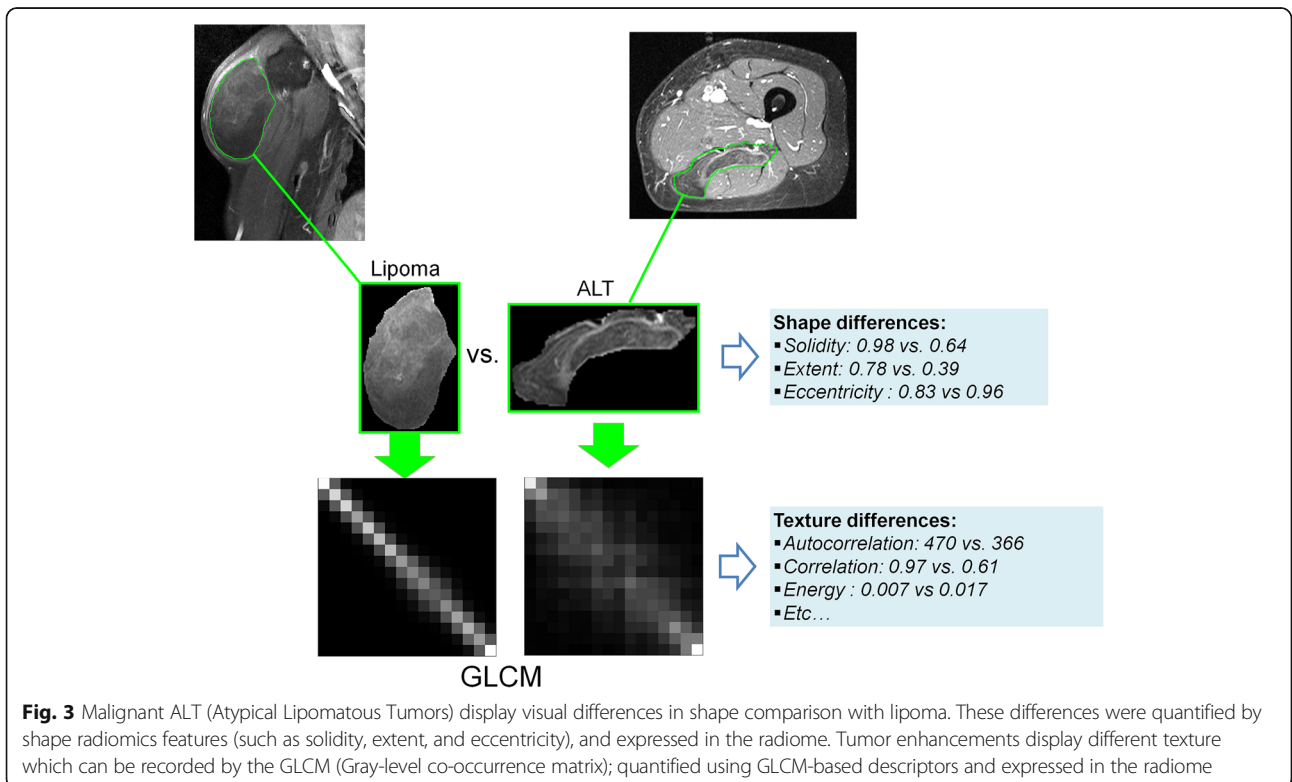 Lipoma
ALT
vs.
Shape differences:
▪Solidity: 0.98 vs. 0.64
▪Extent: 0.78 vs. 0.39
▪Eccentricity : 0.83 vs 0.96
Texture differences:
▪Autocorrelation: 470 vs. 366
▪Correlation: 0.97 vs. 0.61
▪Energy : 0.007 vs 0.017
▪Etc…
GLCM
Fig. 3 Malignant ALT (Atypical Lipomatous Tumors) display visual differences in shape comparison with lipoma. These differences were quantified by
shape radiomics features (such as solidity, extent, and eccentricity), and expressed in the radiome. Tumor enhancements display different texture
which can be recorded by the GLCM (Gray-level co-occurrence matrix); quantified using GLCM-based descriptors and expressed in the radiome